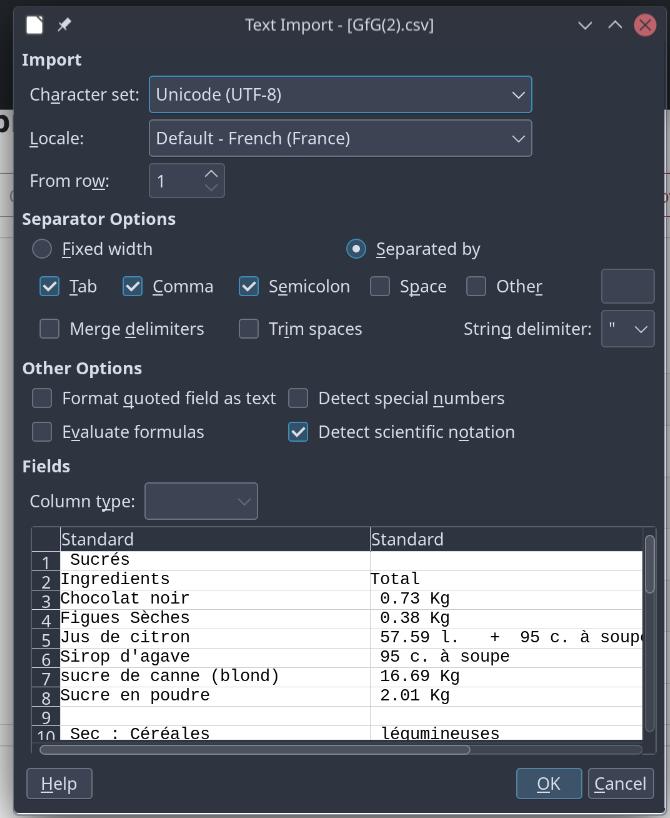 Text Import - [GfG(2).csv]
Import
Character set: Unicode (UTF-8)
Locale: Default - French (France)
From row: 1
Separator Options
Fixed width Separated by
Tab Comma Semicolon Space Other
Merge delimiters Trim spaces String delimiter: "
Other Options
Format quoted field as text Detect special numbers
Evaluate formulas Detect scientific notation
Fields
Column type:
Standard Standard
1 Sucrés
2 Ingredients Total
3 Chocolat noir 0.73 Kg
4 Figues Sèches 0.38 Kg
5 Jus de citron 57.59 l. + 95 c. à soupe
6 Sirop d'agave 95 c. à soupe
7 sucre de canne (blond) 16.69 Kg
8 Sucre en poudre 2.01 Kg
9
10 Sec : Céréales légumineuses
Help OK Cancel